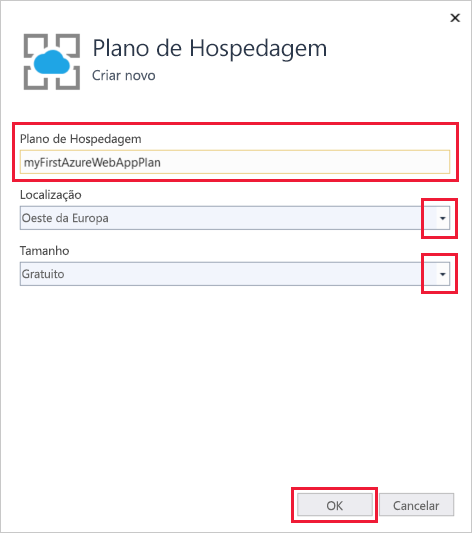 Plano de Hospedagem
Criar novo
Plano de Hospedagem
myFirstAzureWebAppPlan
Localização
Oeste da Europa
Tamanho
Gratuito
OK Cancelar